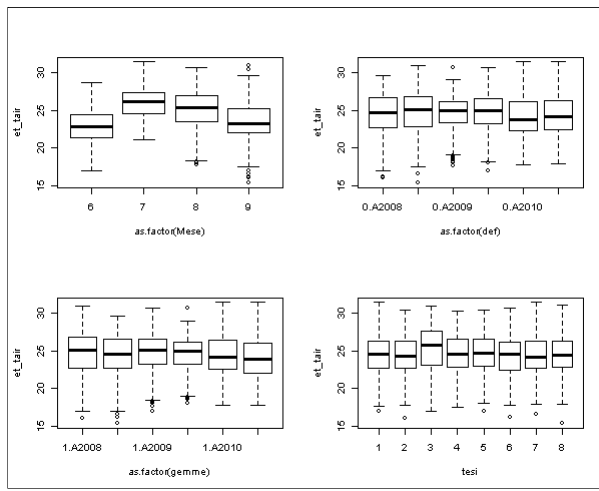 30
25
20
15
et_tair
6 7 8 9
as.factor(Mese)
30
25
20
15
et_tair
0.A2008 0.A2009 0.A2010
as.factor(def)
30
25
20
15
et_tair
1.A2008 1.A2009 1.A2010
as.factor(gemme)
30
25
20
15
et_tair
1 2 3 4 5 6 7 8
tesi